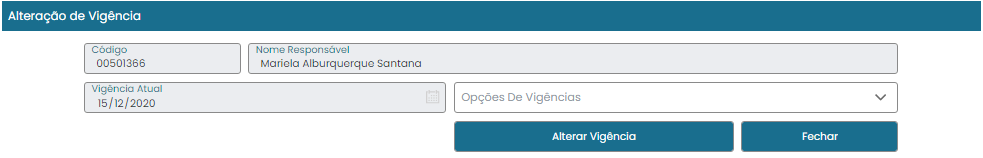 Alteração de Vigência
Código
00501366
Nome Responsável
Mariela Alburquerque Santana
Vigência Atual
15/12/2020
Opções De Vigências
Alterar Vigência
Fechar